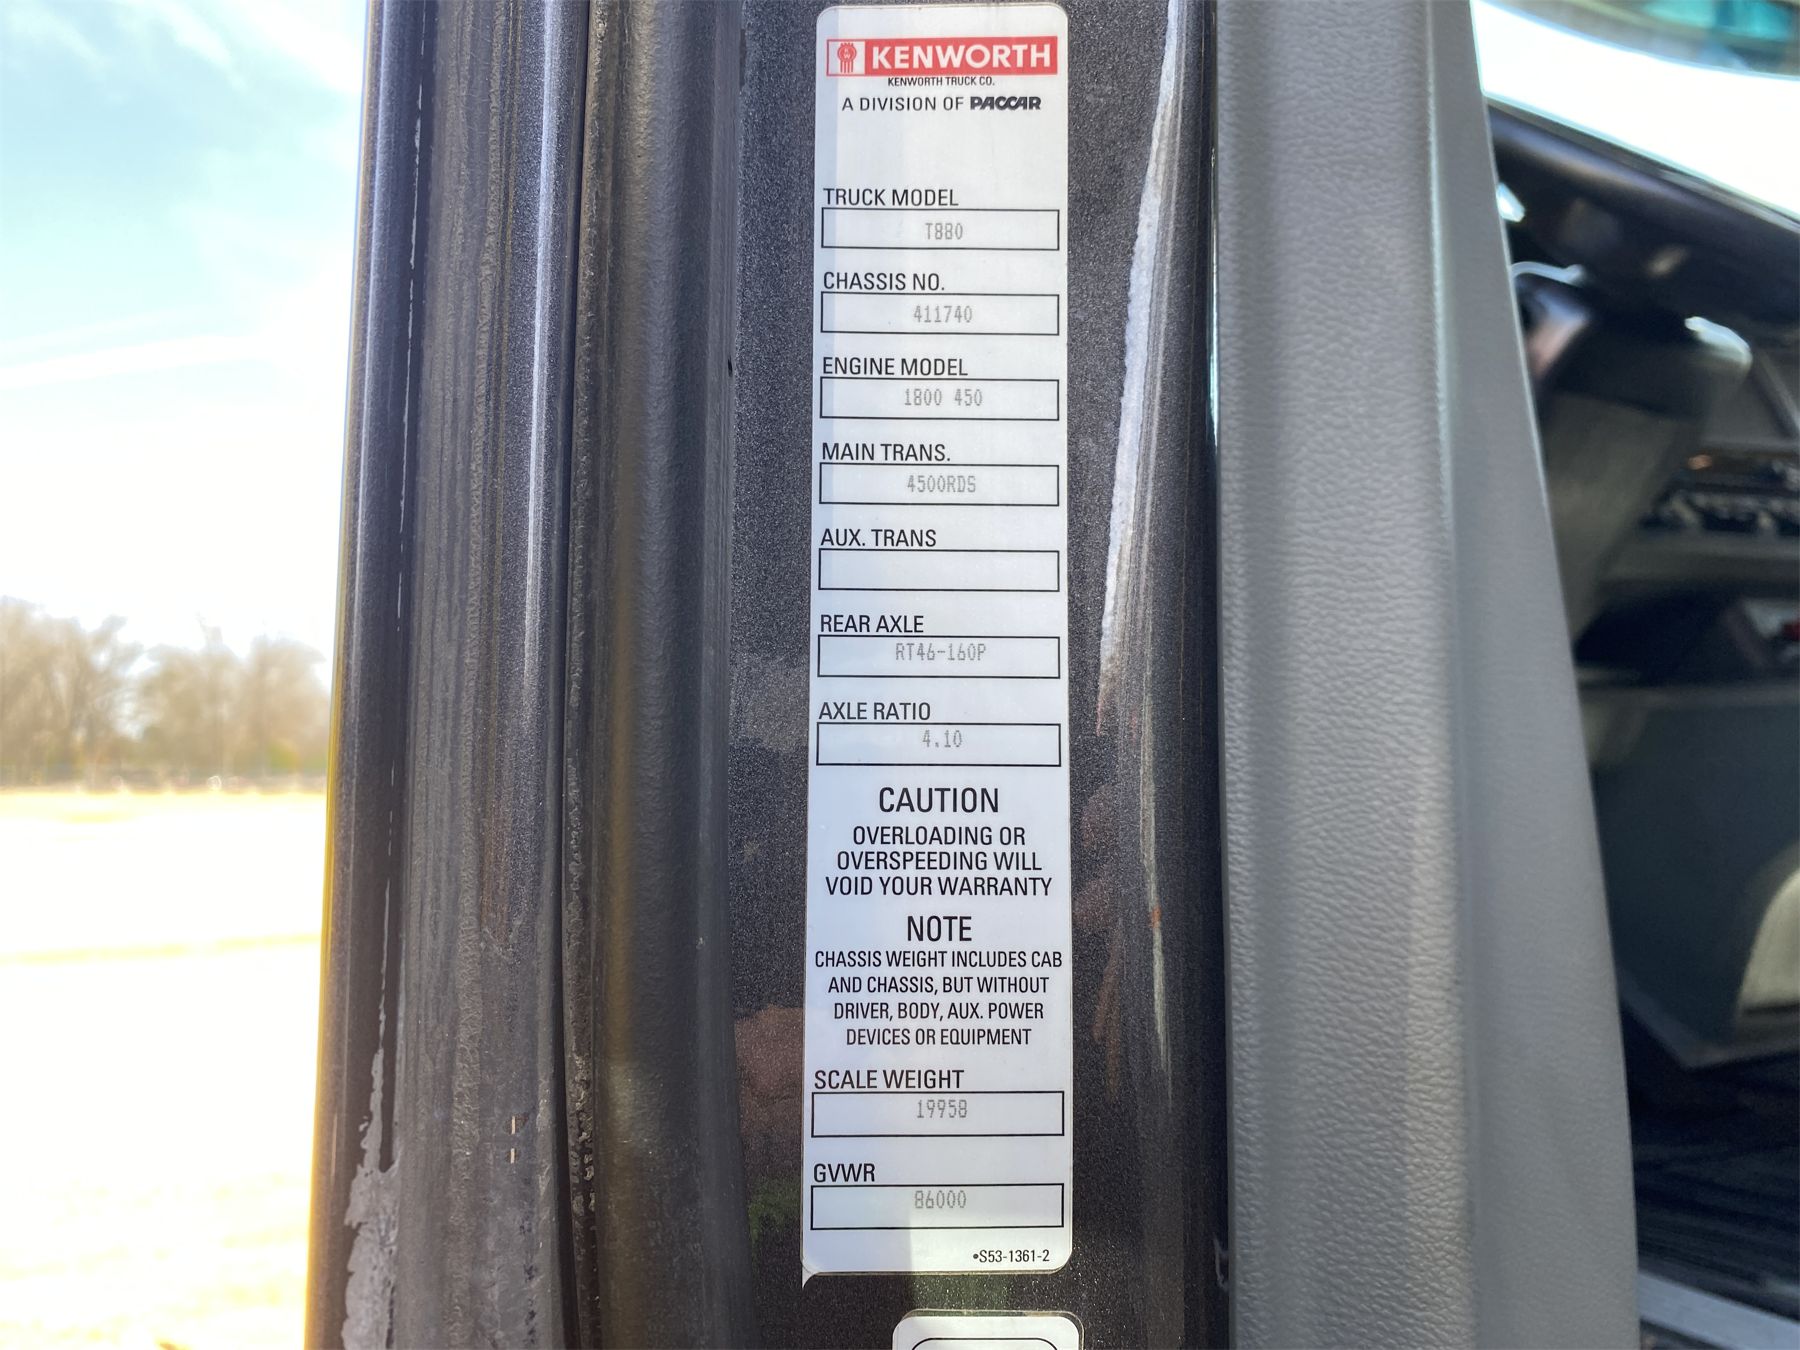 KENWORTH
KENWORTH TRUCK CO.
A DIVISION OF PACCAR
TRUCK MODEL
T880
CHASSIS NO.
411740
ENGINE MODEL
1800 450
MAIN TRANS.
4500RDS
AUX. TRANS
REAR AXLE
RT46-160P
AXLE RATIO
4.10
CAUTION
OVERLOADING OR
OVERSPEEDING WILL
VOID YOUR WARRANTY
NOTE
CHASSIS WEIGHT INCLUDES CAB
AND CHASSIS, BUT WITHOUT
DRIVER, BODY, AUX. POWER
DEVICES OR EQUIPMENT
SCALE WEIGHT
19958
GVWR
86000
•S53-1361-2